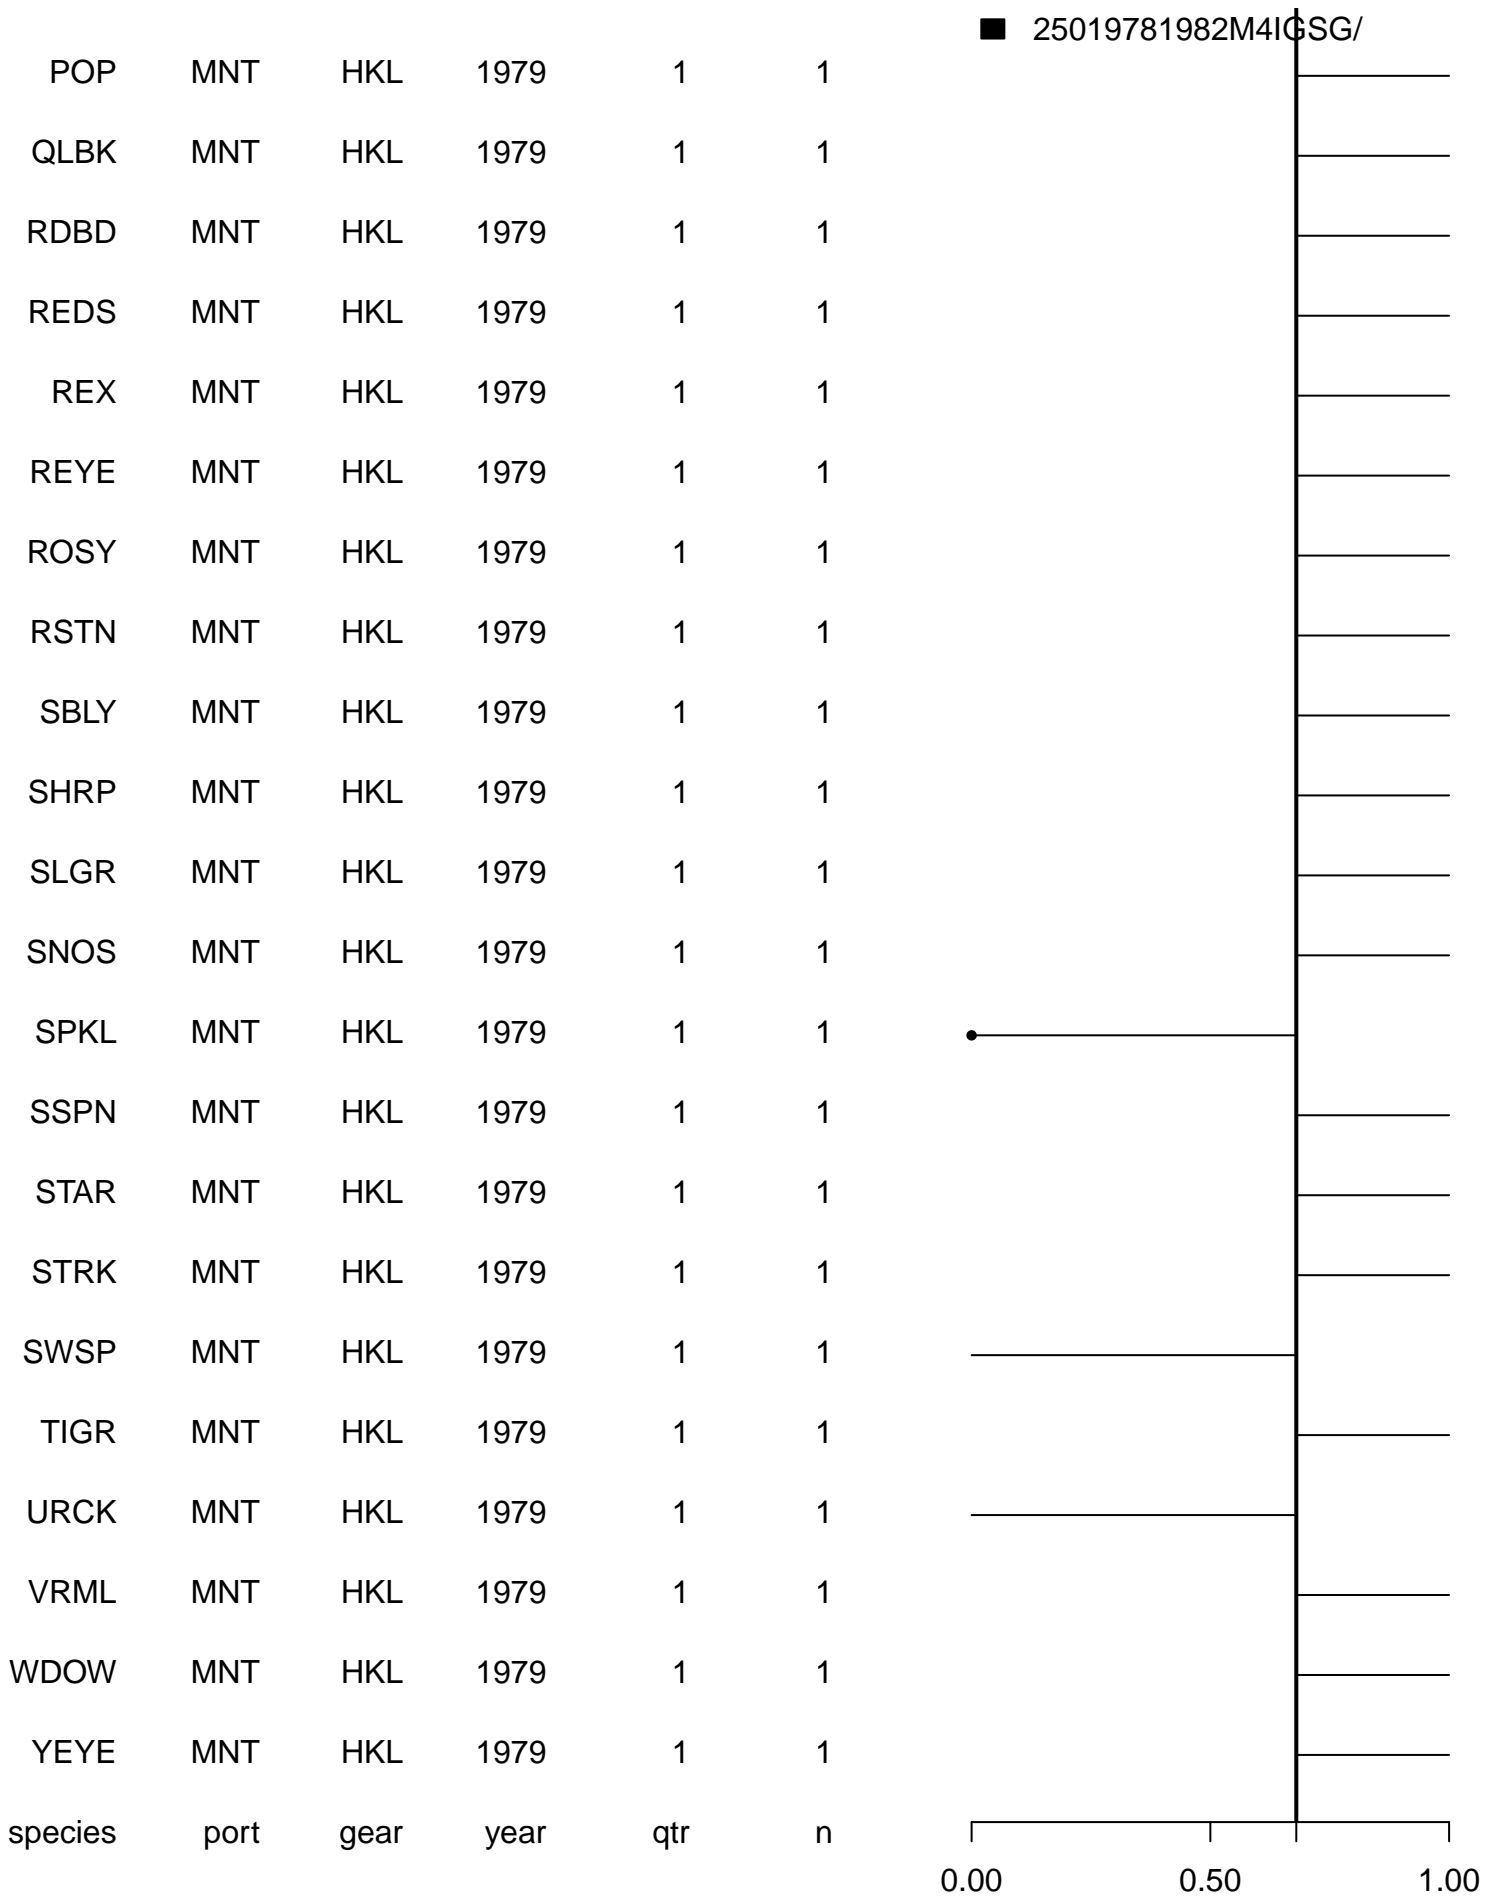 25019781982M4IGSG/
POP MNT HKL 1979 1 1
QLBK MNT HKL 1979 1 1
RDBD MNT HKL 1979 1 1
REDS MNT HKL 1979 1 1
REX MNT HKL 1979 1 1
REYE MNT HKL 1979 1 1
ROSY MNT HKL 1979 1 1
RSTN MNT HKL 1979 1 1
SBLY MNT HKL 1979 1 1
SHRP MNT HKL 1979 1 1
SLGR MNT HKL 1979 1 1
SNOS MNT HKL 1979 1 1
SPKL MNT HKL 1979 1 1
SSPN MNT HKL 1979 1 1
STAR MNT HKL 1979 1 1
STRK MNT HKL 1979 1 1
SWSP MNT HKL 1979 1 1
TIGR MNT HKL 1979 1 1
URCK MNT HKL 1979 1 1
VRML MNT HKL 1979 1 1
WDOW MNT HKL 1979 1 1
YEYE MNT HKL 1979 1 1
species port gear year qtr n
0.00 0.50 1.00